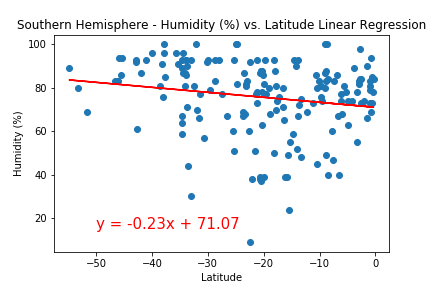 Southern Hemisphere - Humidity (%) vs. Latitude Linear Regression
100
80
60
40
20
Humidity (%)
y = -0.23x + 71.07
−50
−40
−30
−20
−10
0
Latitude